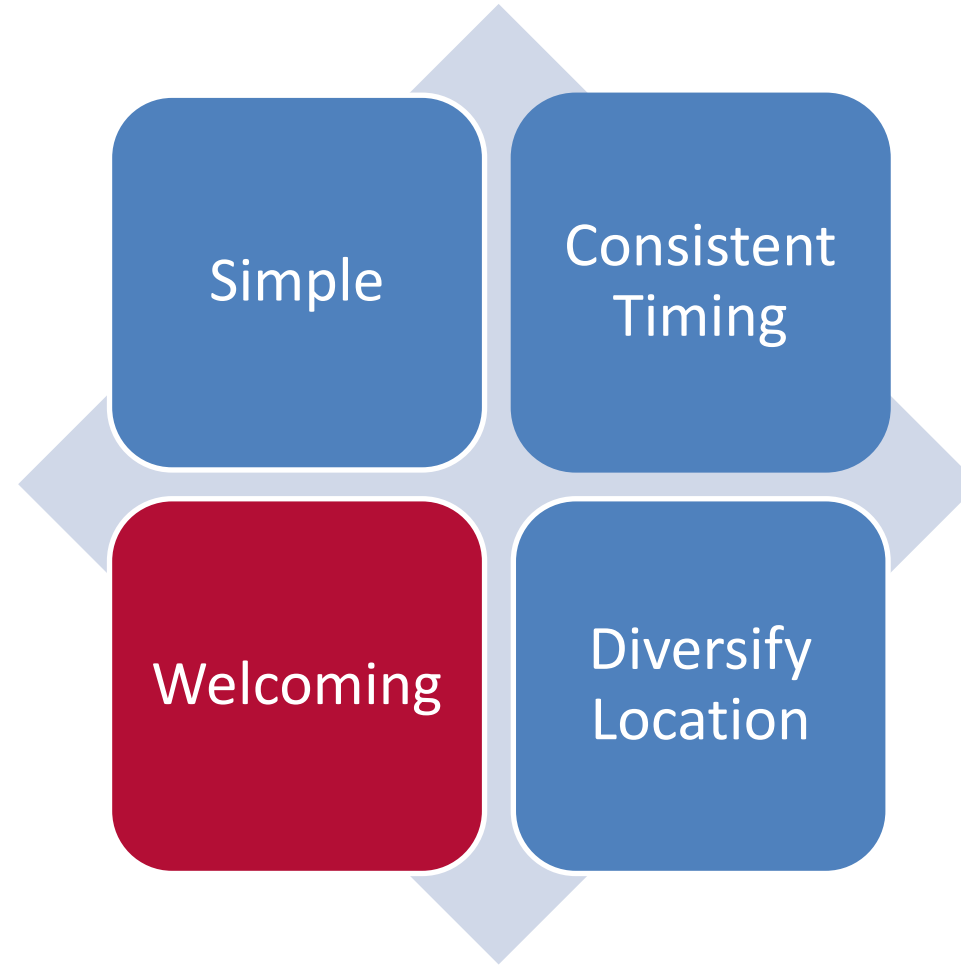 Simple
Consistent
Timing
Welcoming
Diversify
Location